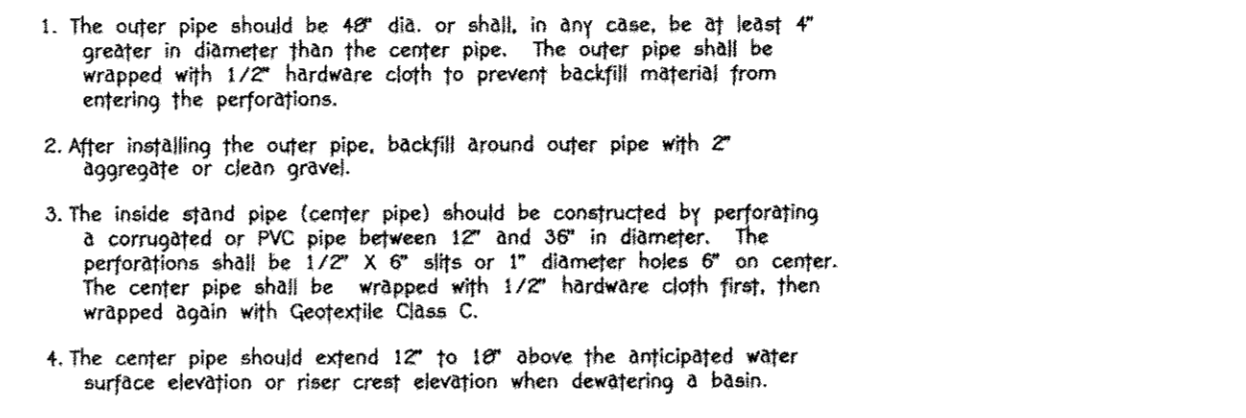 1. The outer pipe should be 48" dia. or shall, in any case, be at least 4"
greater in diameter than the center pipe. The outer pipe shall be
wrapped with 1/2" hardware cloth to prevent backfill material from
entering the perforations.
2. After installing the outer pipe, backfill around outer pipe with 2"
aggregate or clean gravel.
3. The inside stand pipe (center pipe) should be constructed by perforating
a corrugated or PVC pipe between 12" and 36" in diameter. The
perforations shall be 1/2" X 6" slits or 1" diameter holes 6" on center.
The center pipe shall be wrapped with 1/2" hardware cloth first, then
wrapped again with Geotextile Class C.
4. The center pipe should extend 12" to 18" above the anticipated water
surface elevation or riser crest elevation when dewatering a basin.